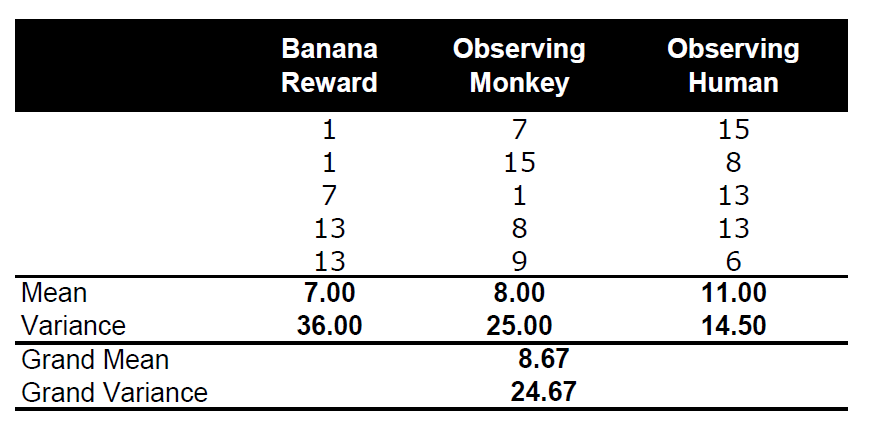 Banana Observing Observing
Reward Monkey Human
1 7 15
1 15 8
7 1 13
13 8 13
13 9 6
Mean 7.00 8.00 11.00
Variance 36.00 25.00 14.50
Grand Mean 8.67
Grand Variance 24.67